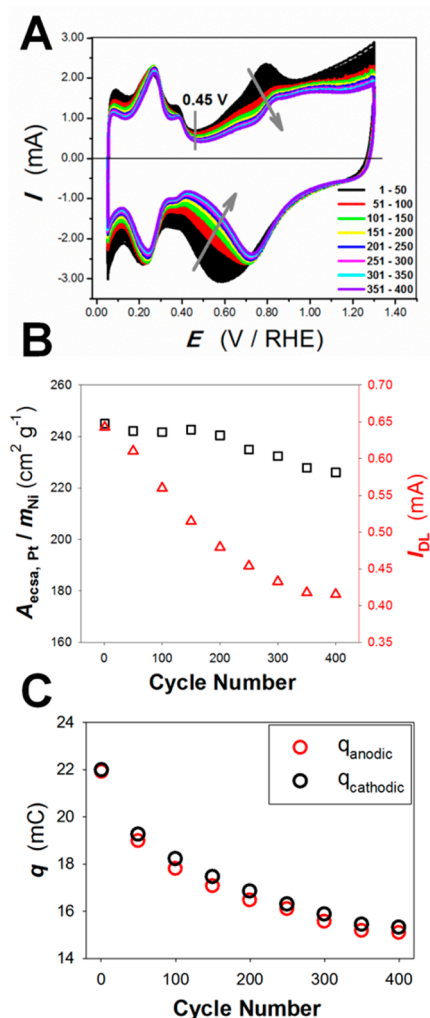 A
3.00
2.00
1.00
0.00
-1.00
-2.00
-3.00
I (mA)
0.45 V
1 - 50
51 - 100
101 - 150
151 - 200
201 - 250
251 - 300
301 - 350
351 - 400
0.00 0.20 0.40 0.60 0.80 1.00 1.20 1.40
E (V / RHE)
B
260
240
220
200
180
160
A ecsa, Pt / m Ni (cm² g⁻¹)
0.70
0.65
0.60
0.55
0.50
0.45
0.40
0.35
I DL (mA)
0 100 200 300 400
Cycle Number
C
24
22
20
18
16
14
q (mC)
q anodic
q cathodic
0 100 200 300 400
Cycle Number